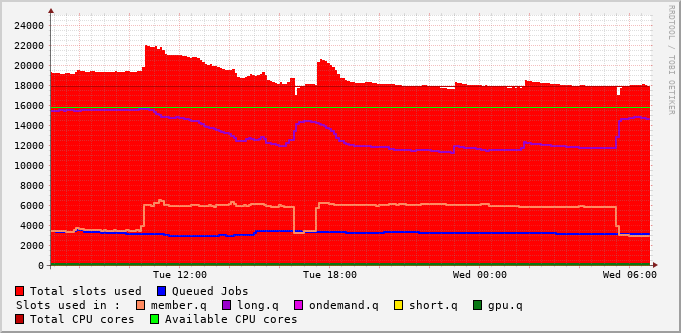 RRDTOOL / TOBI OETIKER
24000
22000
20000
18000
16000
14000
12000
10000
8000
6000
4000
2000
0
Tue 12:00 Tue 18:00 Wed 00:00 Wed 06:00
Total slots used Queued Jobs
Slots used in : member.q long.q ondemand.q short.q gpu.q
Total CPU cores Available CPU cores